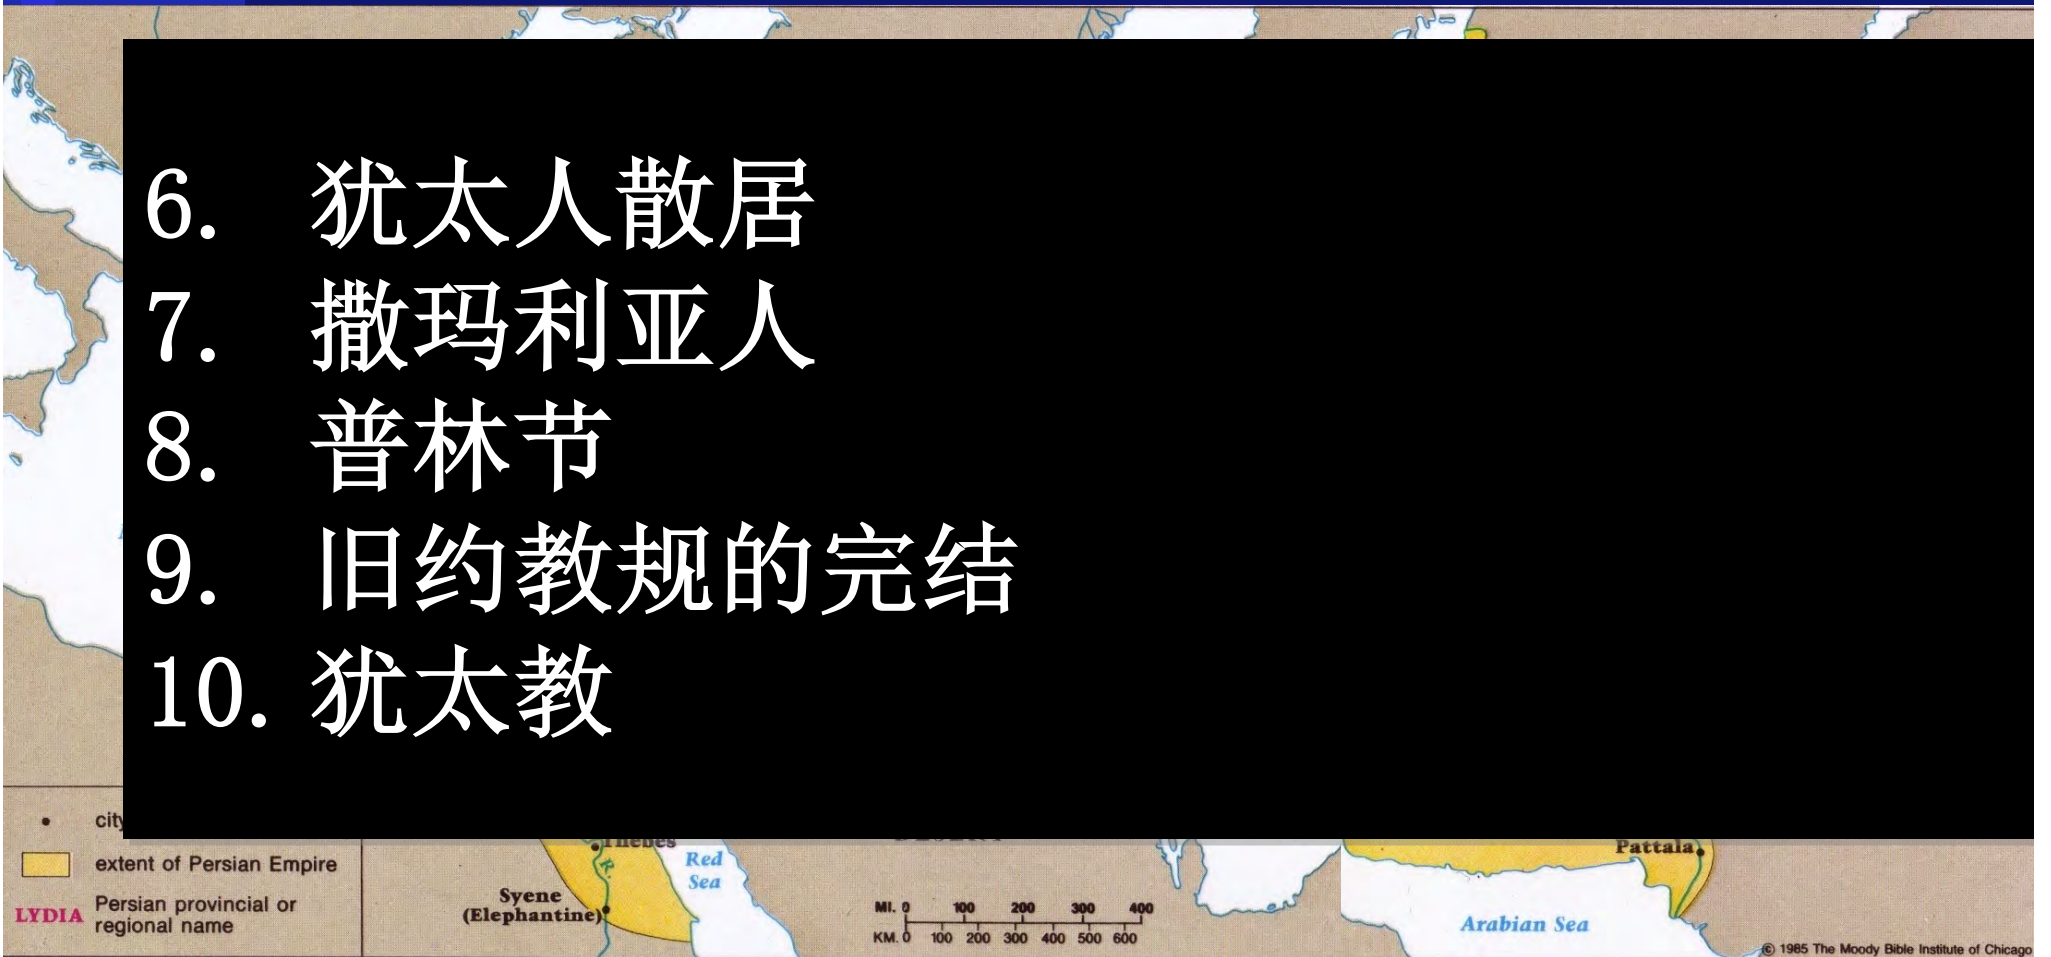 6. 犹太人散居
7. 撒玛利亚人
8. 普林节
9. 旧约教规的完结
10. 犹太教
city
extent of Persian Empire
LYDIA Persian provincial or
regional name
Thebes
R.
Red
Sea
Syene
(Elephantine)
MI. 0 100 200 300 400
KM. 0 100 200 300 400 500 600
Pattala
Arabian Sea
© 1985 The Moody Bible Institute of Chicago